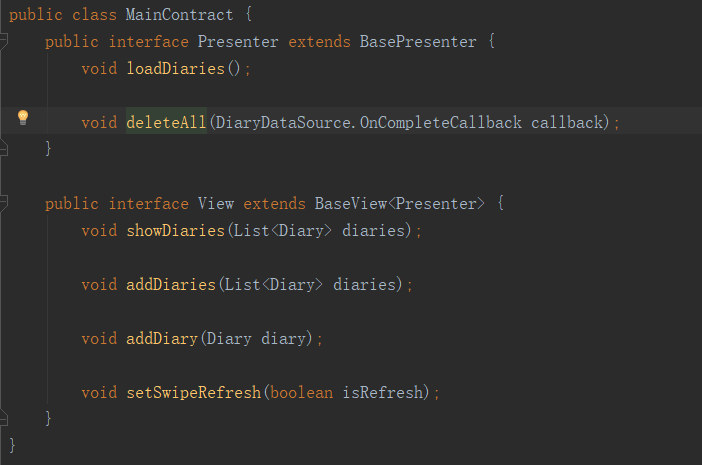 public class MainContract {
    public interface Presenter extends BasePresenter {
        void loadDiaries();
        void deleteAll(DiaryDataSource.OnCompleteCallback callback);
    }
    public interface View extends BaseView<Presenter> {
        void showDiaries(List<Diary> diaries);
        void addDiaries(List<Diary> diaries);
        void addDiary(Diary diary);
        void setSwipeRefresh(boolean isRefresh);
    }
}